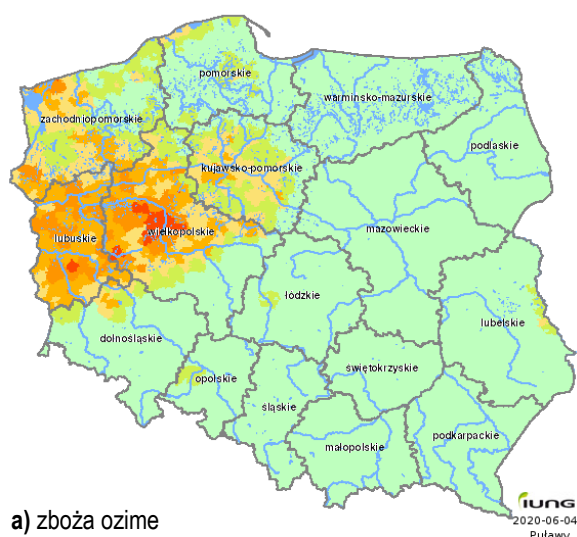 pomorskie
warminsko-mazurskie
zachodniopomorskie
podlaskie
kujawsko-pomorskie
mazowieckie
wielkopolskie
lubuskie
łódzkie
lubelskie
dolnośląskie
opolskie
świętokrzyskie
śląskie
małopolskie
podkarpackie
IUNG
2020-06-04
Puławy
a) zboża ozime